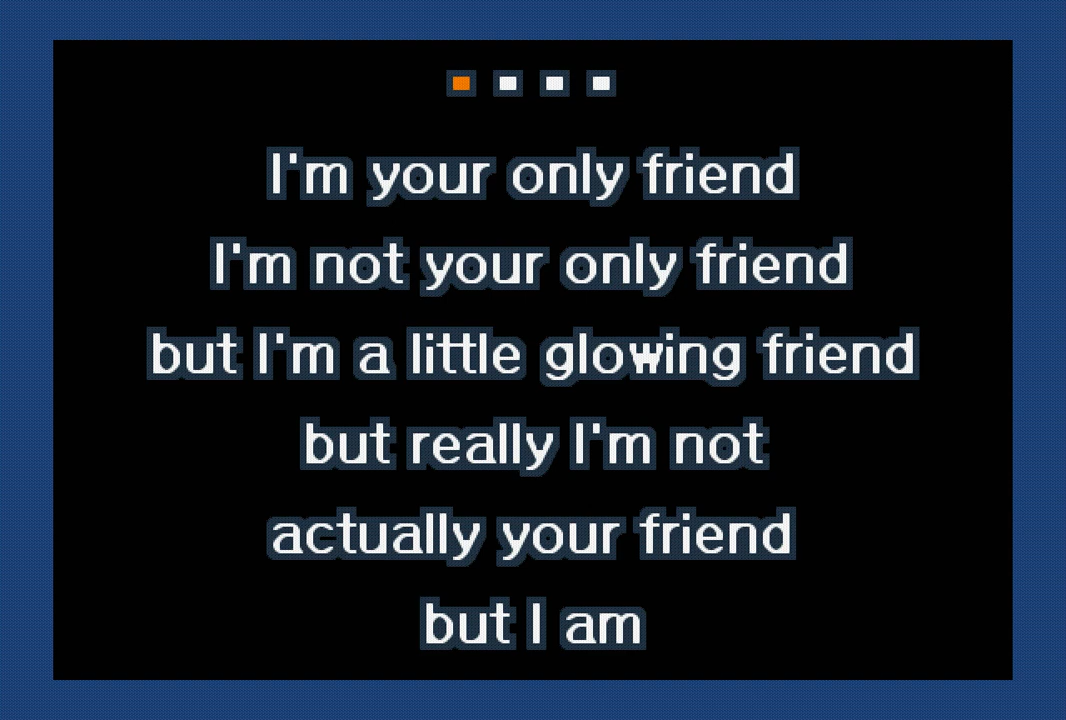 I'm your only friend
I'm not your only friend
but I'm a little glowing friend
but really I'm not
actually your friend
but I am